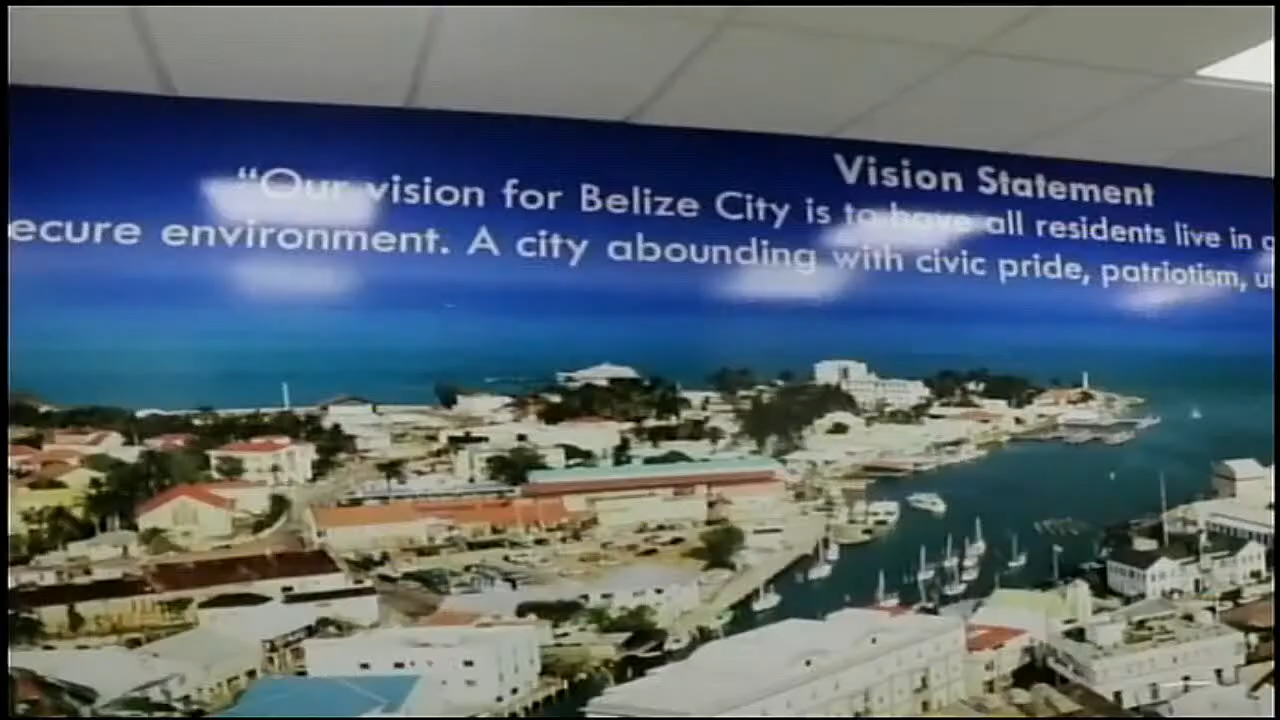 Vision Statement
“Our vision for Belize City is to have all residents live in
ecure environment. A city abounding with civic pride, patriotism,